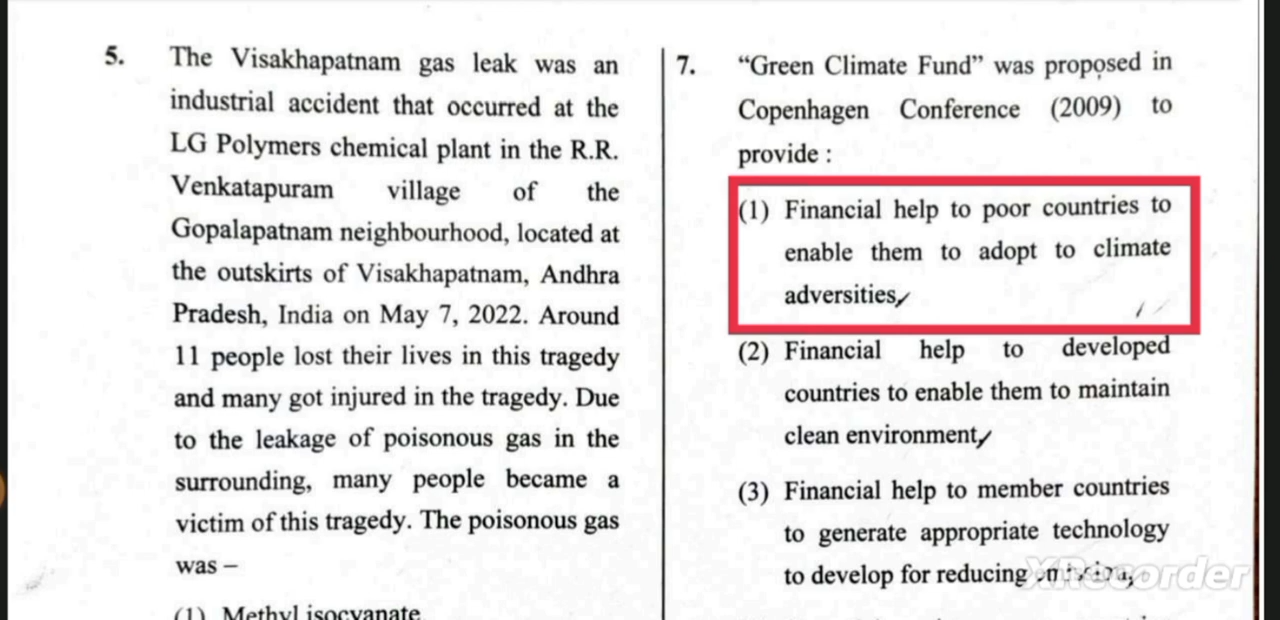 5. The Visakhapatnam gas leak was an
industrial accident that occurred at the
LG Polymers chemical plant in the R.R.
Venkatapuram village of the
Gopalapatnam neighbourhood, located at
the outskirts of Visakhapatnam, Andhra
Pradesh, India on May 7, 2022. Around
11 people lost their lives in this tragedy
and many got injured in the tragedy. Due
to the leakage of poisonous gas in the
surrounding, many people became a
victim of this tragedy. The poisonous gas
was –
(1) Methyl isocyanate
7. “Green Climate Fund” was proposed in
Copenhagen Conference (2009) to
provide :
(1) Financial help to poor countries to
enable them to adopt to climate
adversities
(2) Financial help to developed
countries to enable them to maintain
clean environment
(3) Financial help to member countries
to generate appropriate technology
to develop for reducing
XRecorder